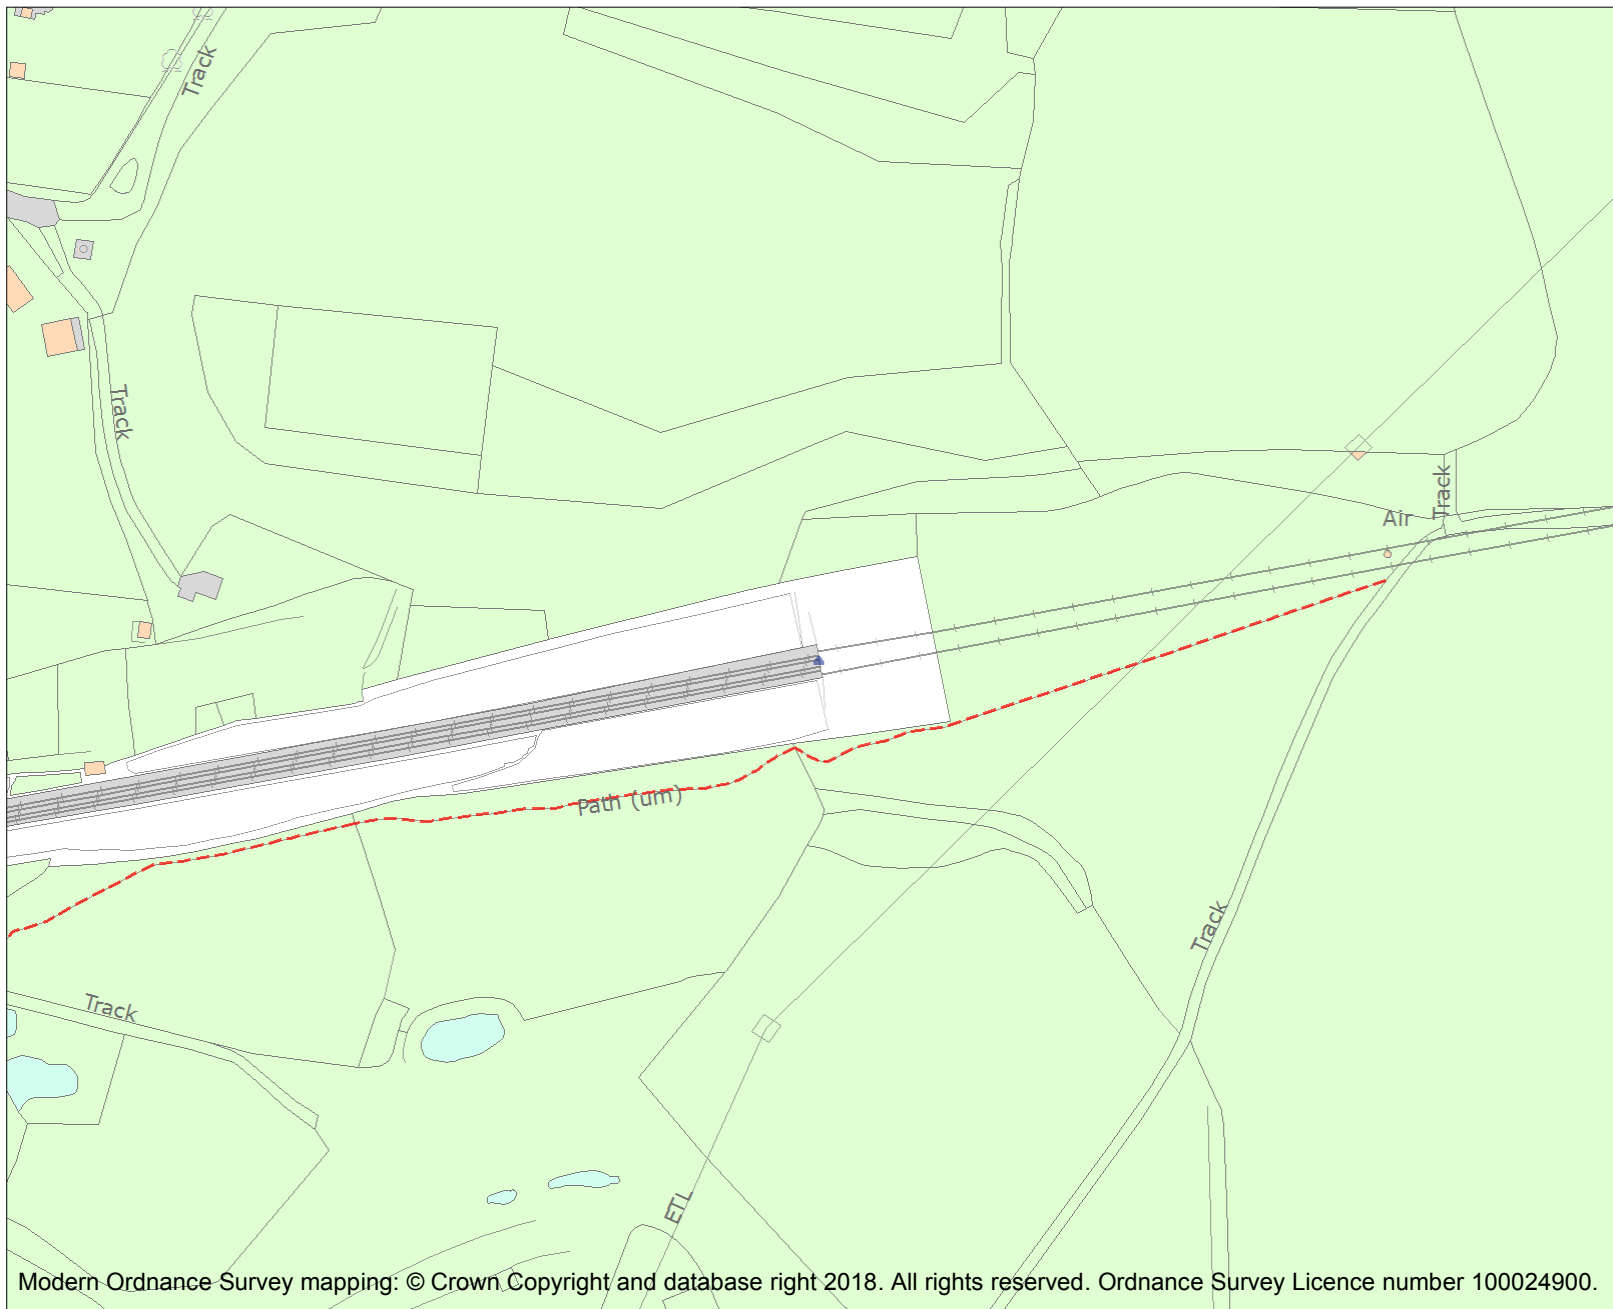 Track
Track
Track
Air
Path (um)
Track
Track
ETL
Modern Ordnance Survey mapping: © Crown Copyright and database right 2018. All rights reserved. Ordnance Survey Licence number 100024900.